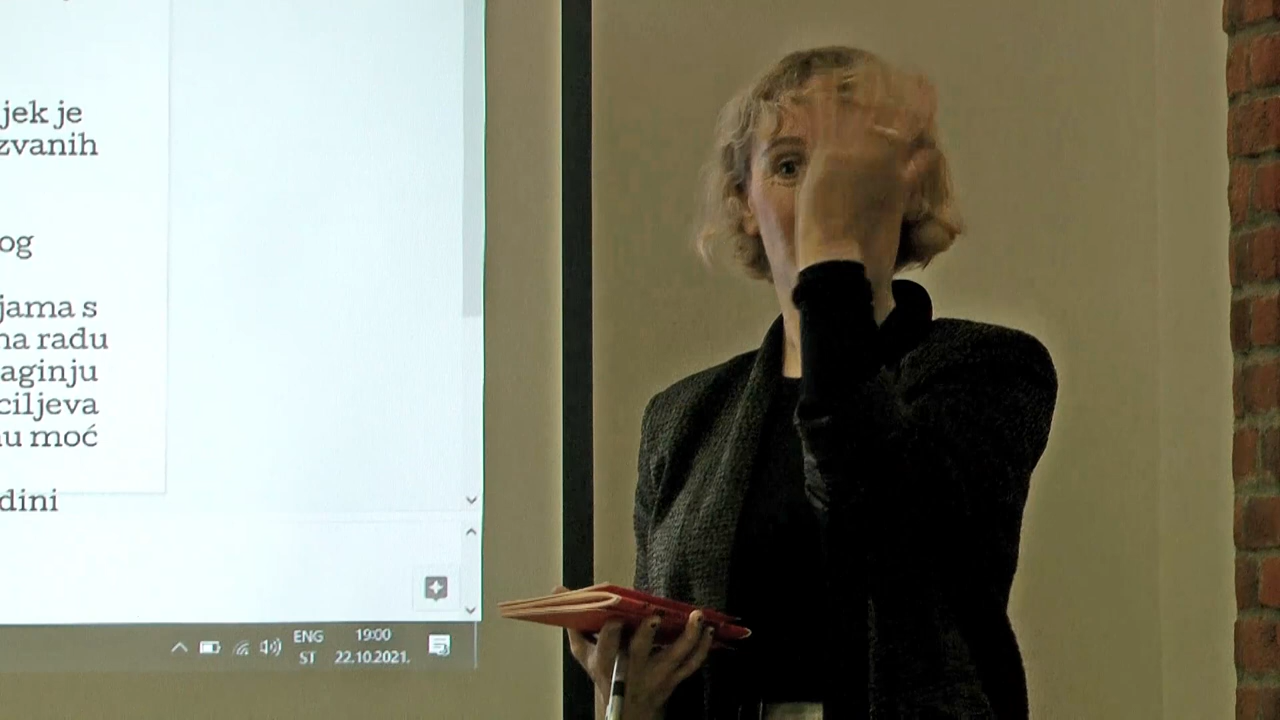 jek je
zvanih
og
jama s
na radu
aginju
ciljeva
u moć
dini
ENG 19:00
ST 22.10.2021.